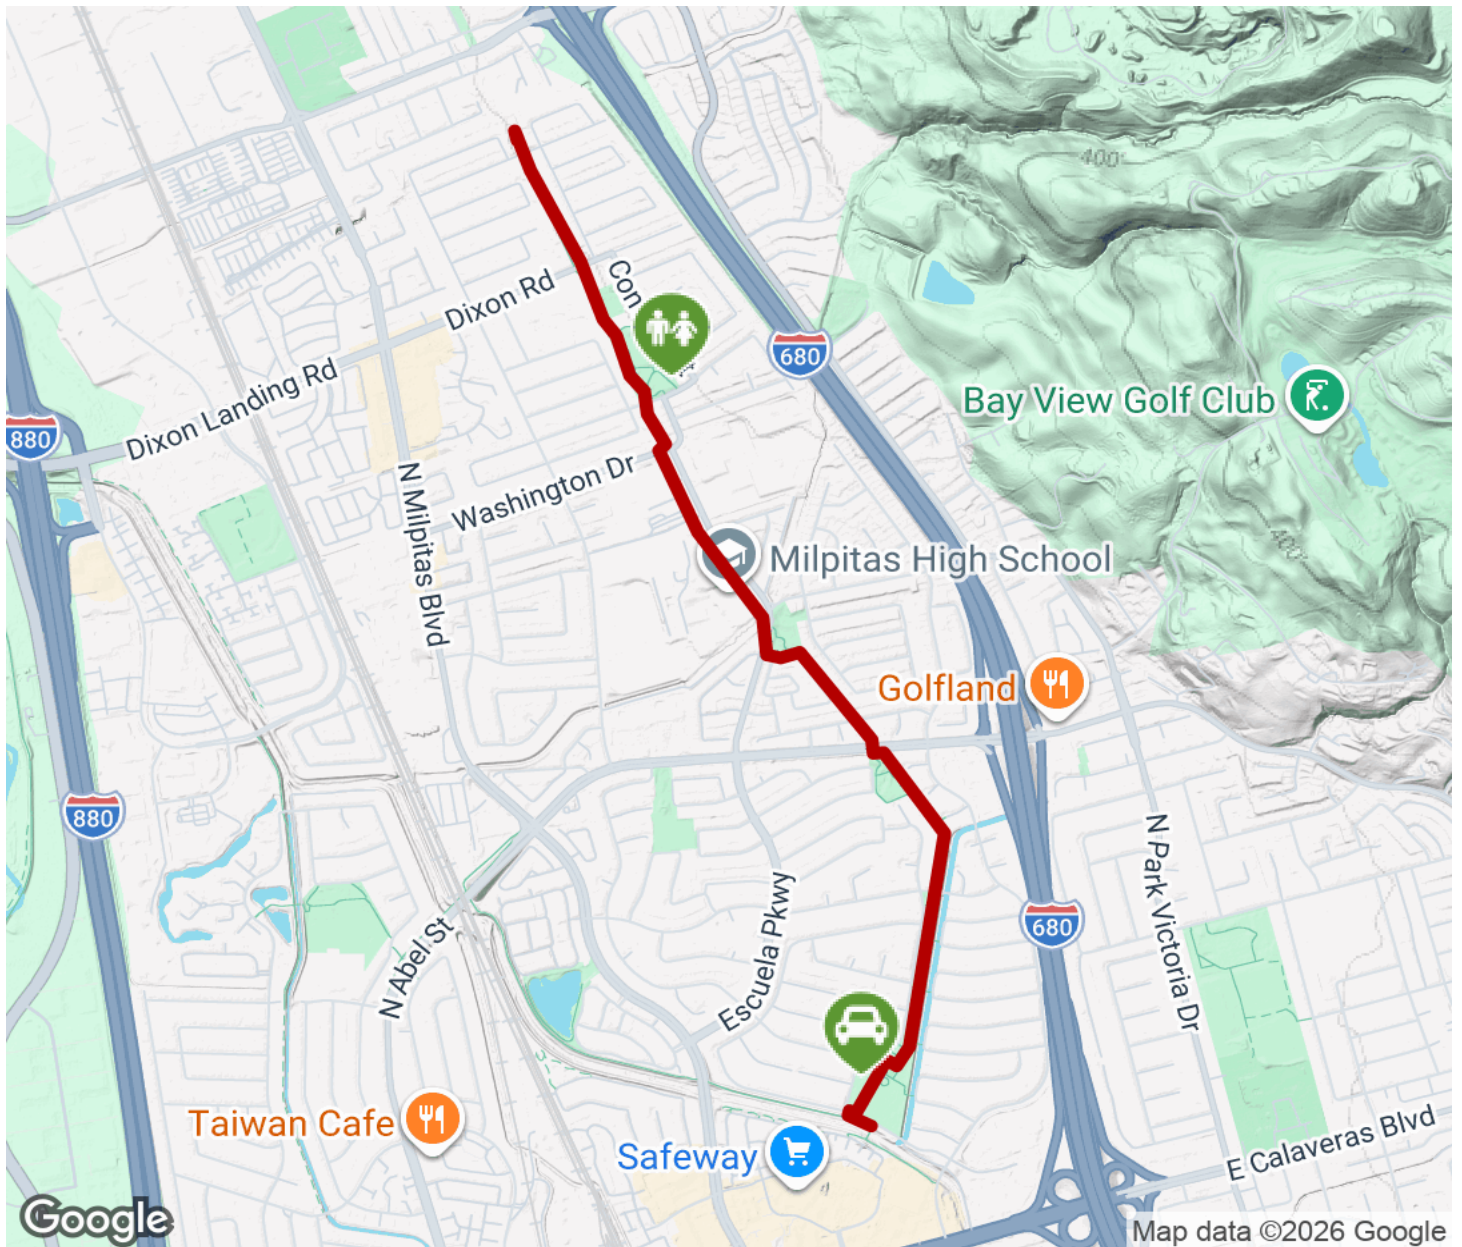 400
Dixon Rd
Con
680
Bay View Golf Club
Dixon Landing Rd
880
Washington Dr
N Milpitas Blvd
400
Milpitas High School
Golfland
880
N Park Victoria Dr
N Abel St
Escuela Pkwy
680
Taiwan Cafe
Safeway
E Calaveras Blvd
Google
Map data ©2026 Google